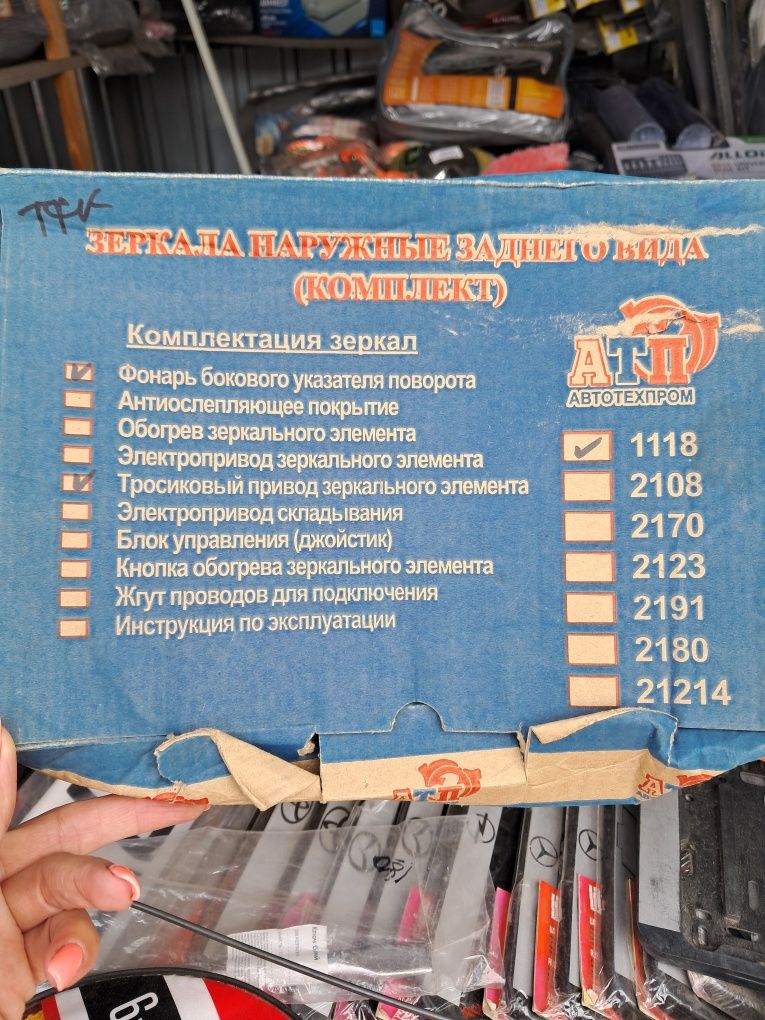 ALLOY
ТФК
ЗЕРКАЛА НАРУЖНЫЕ ЗАДНЕГО ВИДА
(КОМПЛЕКТ)
Комплектация зеркал
Фонарь бокового указателя поворота
Антиослепляющее покрытие
Обогрев зеркального элемента
Электропривод зеркального элемента
Тросиковый привод зеркального элемента
Электропривод складывания
Блок управления (джойстик)
Кнопка обогрева зеркального элемента
Жгут проводов для подключения
Инструкция по эксплуатации
АТП
АВТОТЕХПРОМ
1118
2108
2170
2123
2191
2180
21214
АТП